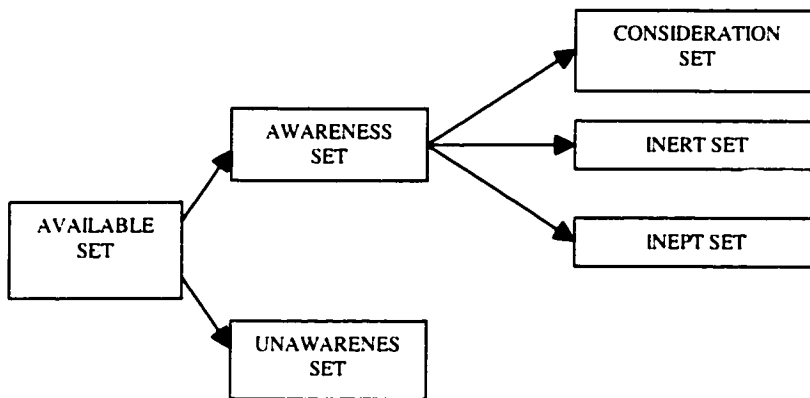 CONSIDERATION
SET
AWARENESS
SET
INERT SET
AVAILABLE
SET
INEPT SET
UNAWARENES
SET